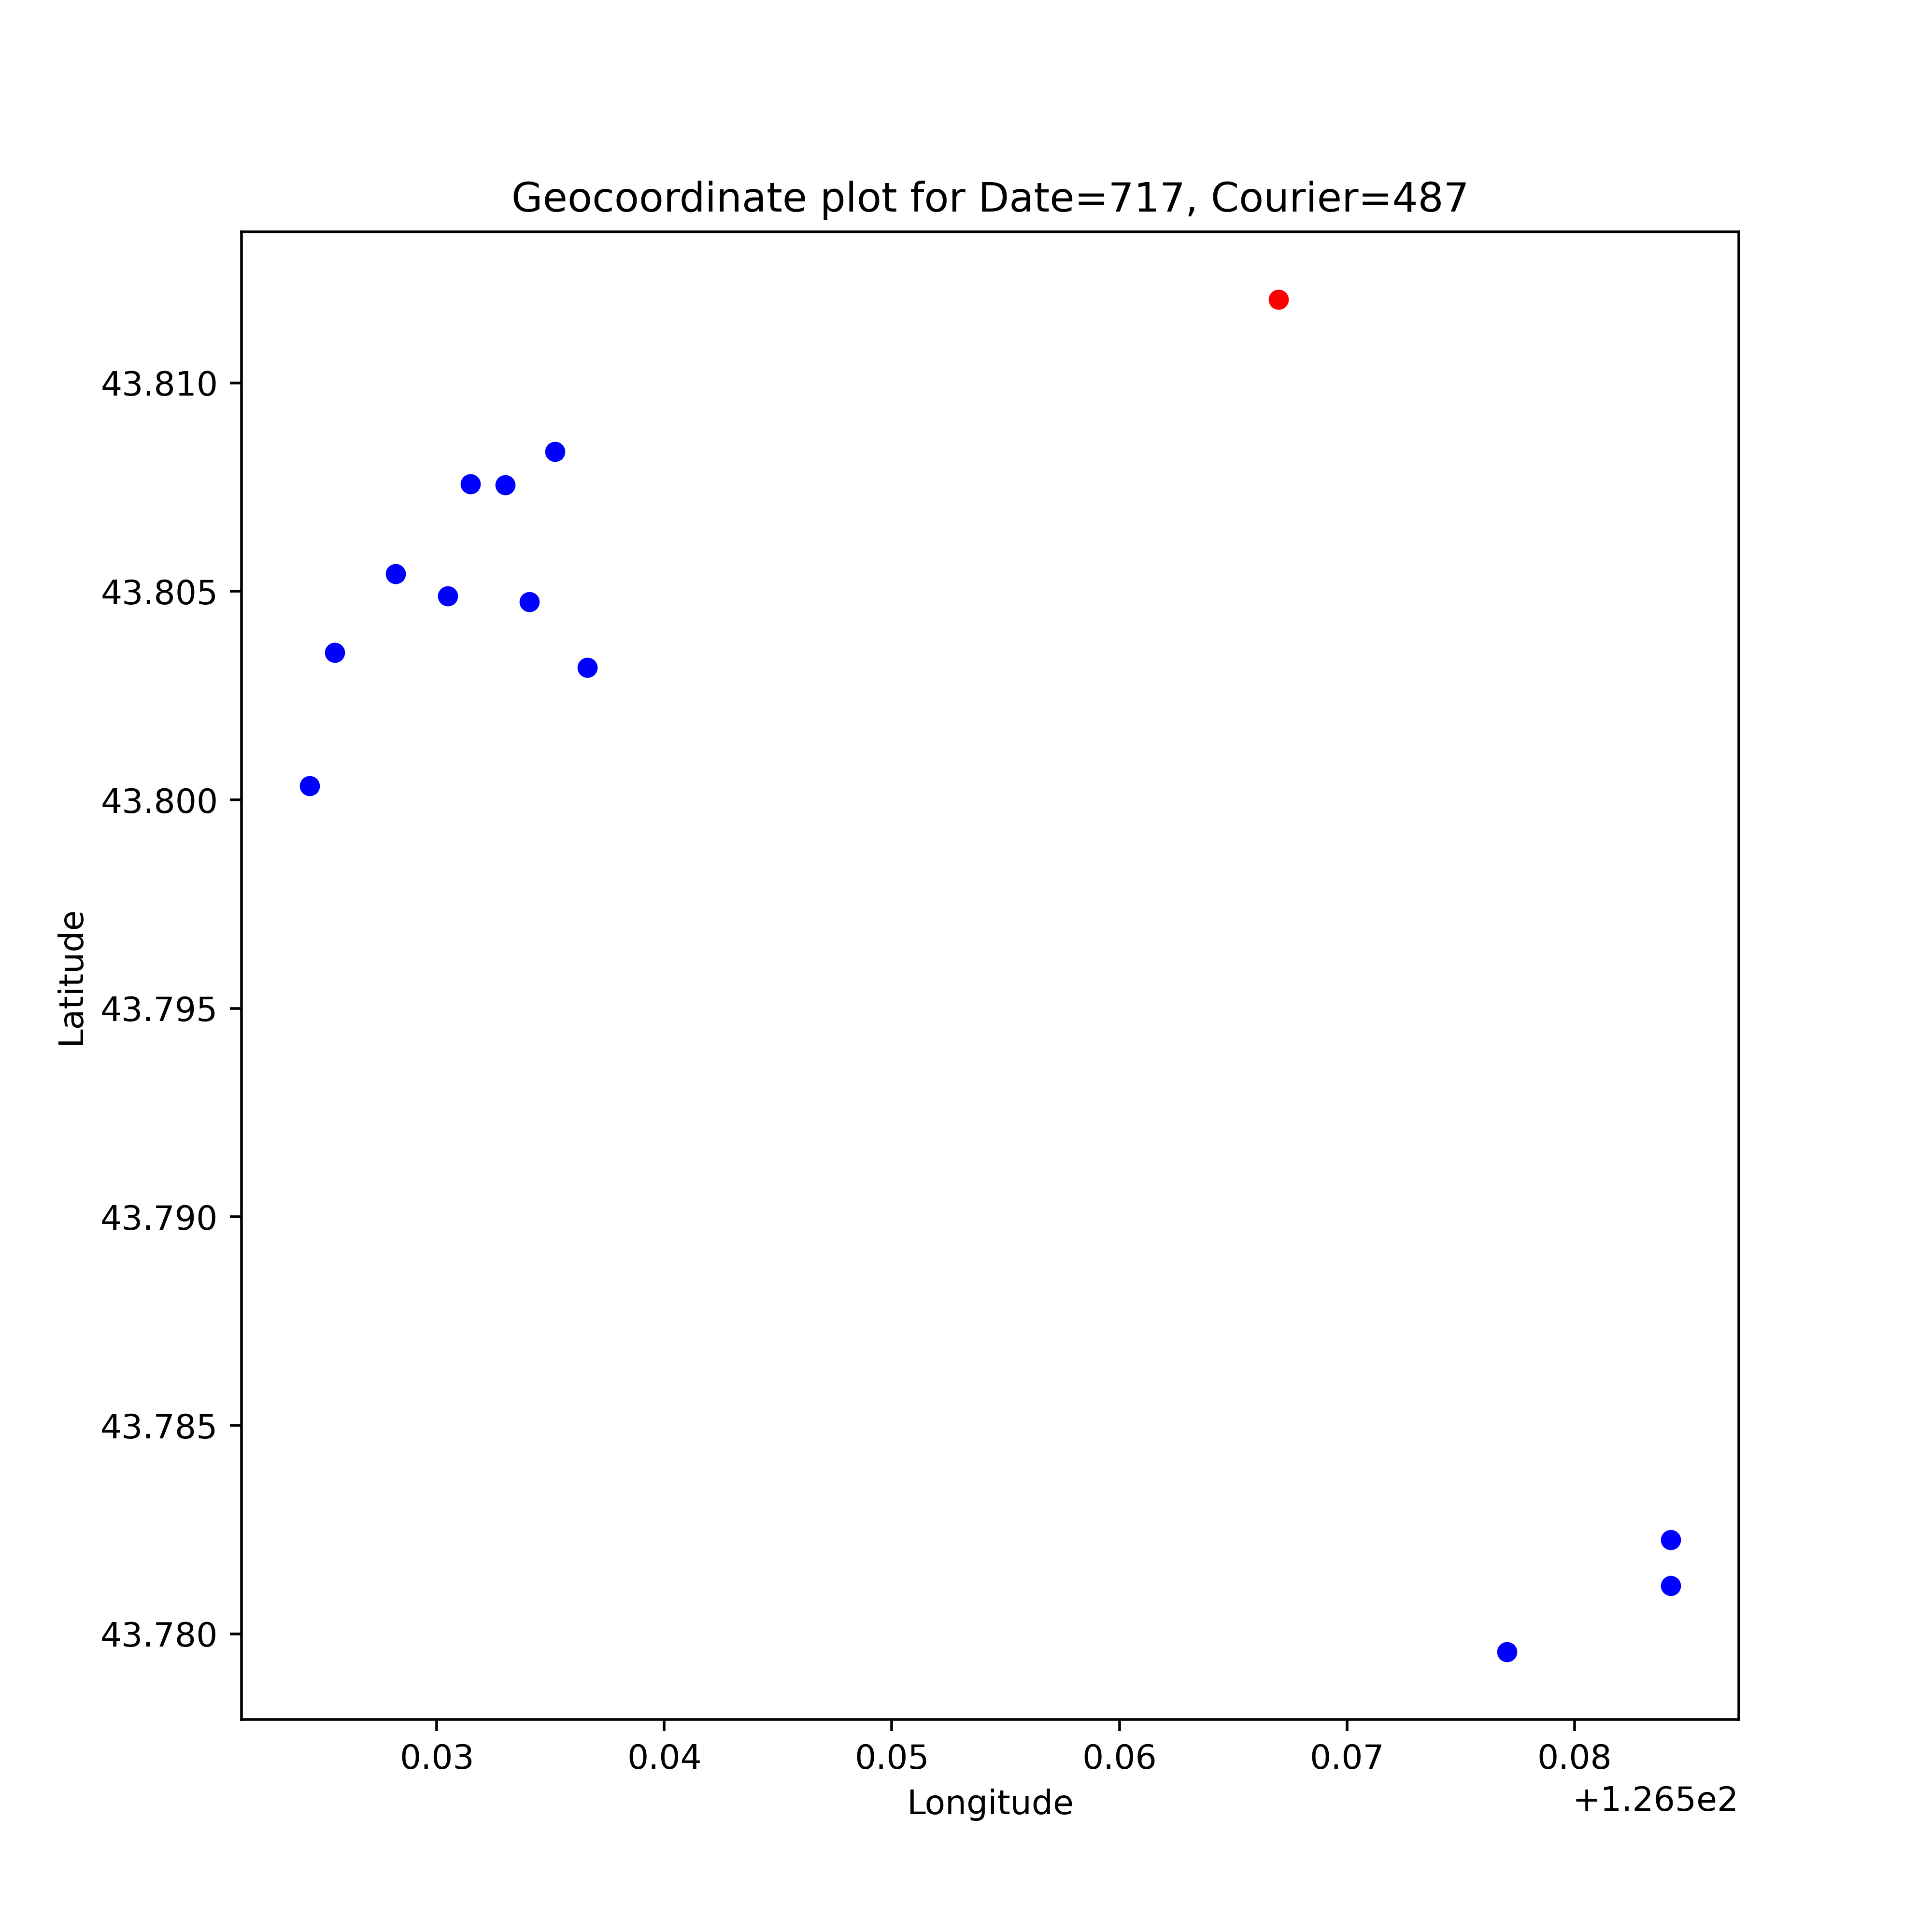 Geocoordinate plot for Date=717, Courier=487
43.810
43.805
43.800
43.795
43.790
43.785
43.780
Latitude
0.03 0.04 0.05 0.06 0.07 0.08
+1.265e2
Longitude